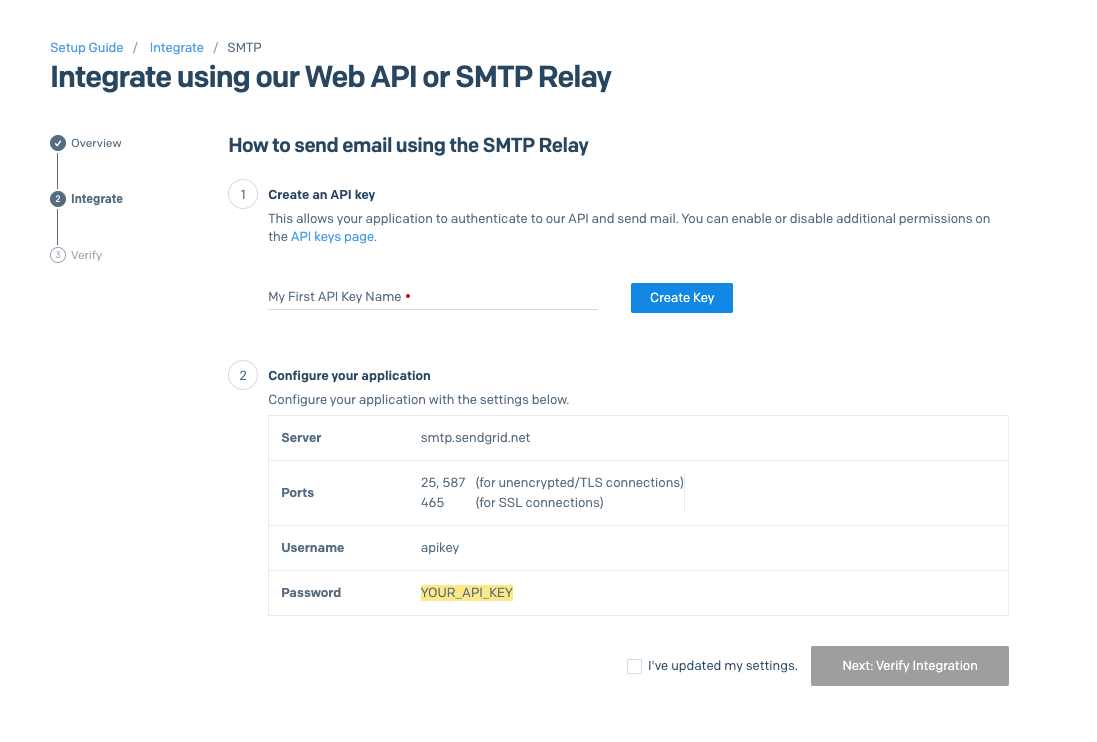 Setup Guide / Integrate / SMTP
Integrate using our Web API or SMTP Relay
Overview
2 Integrate
3 Verify
How to send email using the SMTP Relay
1 Create an API key
This allows your application to authenticate to our API and send mail. You can enable or disable additional permissions on
the API keys page.
My First API Key Name •
Create Key
2 Configure your application
Configure your application with the settings below.
Server smtp.sendgrid.net
Ports
25, 587 (for unencrypted/TLS connections)
465 (for SSL connections)
Username apikey
Password YOUR_API_KEY
I've updated my settings.
Next: Verify Integration